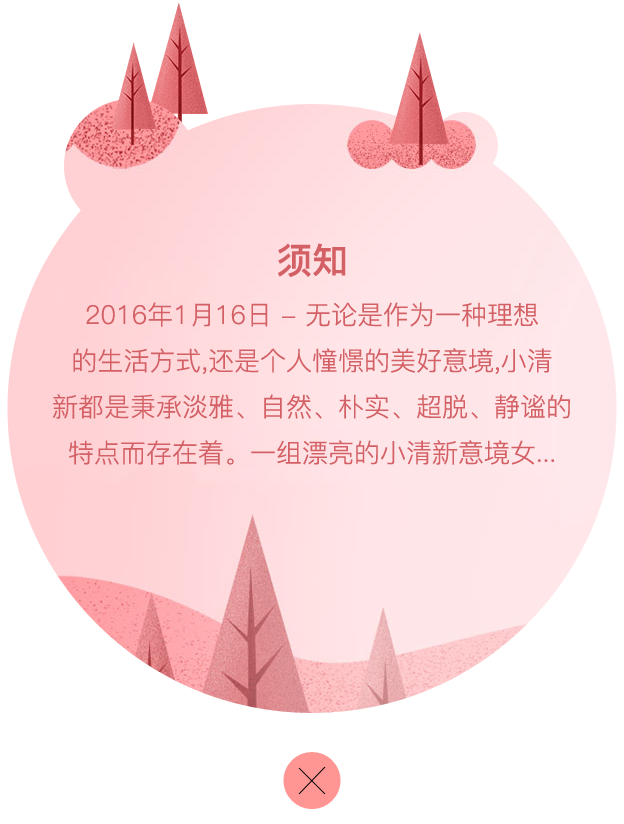 须知
2016年1月16日 - 无论是作为一种理想
的生活方式,还是个人憧憬的美好意境,小清
新都是秉承淡雅、自然、朴实、超脱、静谧的
特点而存在着。一组漂亮的小清新意境女...